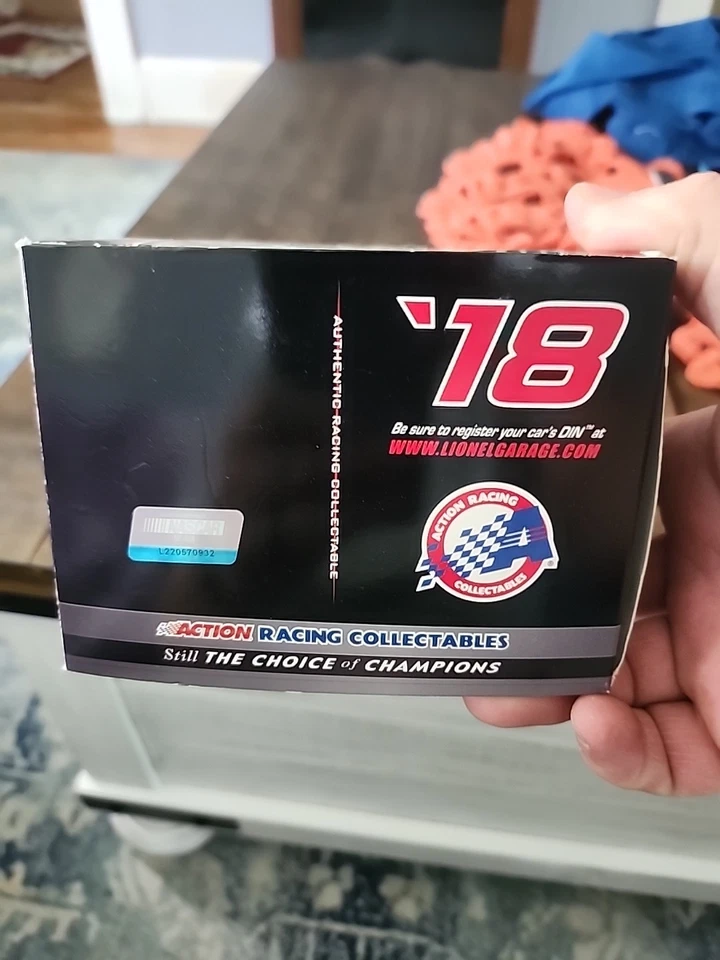 '18
Be sure to register your car's DIN™ at
WWW.LIONELGARAGE.COM
AUTHENTIC RACING COLLECTABLE
ACTION RACING
COLLECTABLES
®
NASCAR
L220570932
ACTION RACING COLLECTABLES
Still THE CHOICE of CHAMPIONS